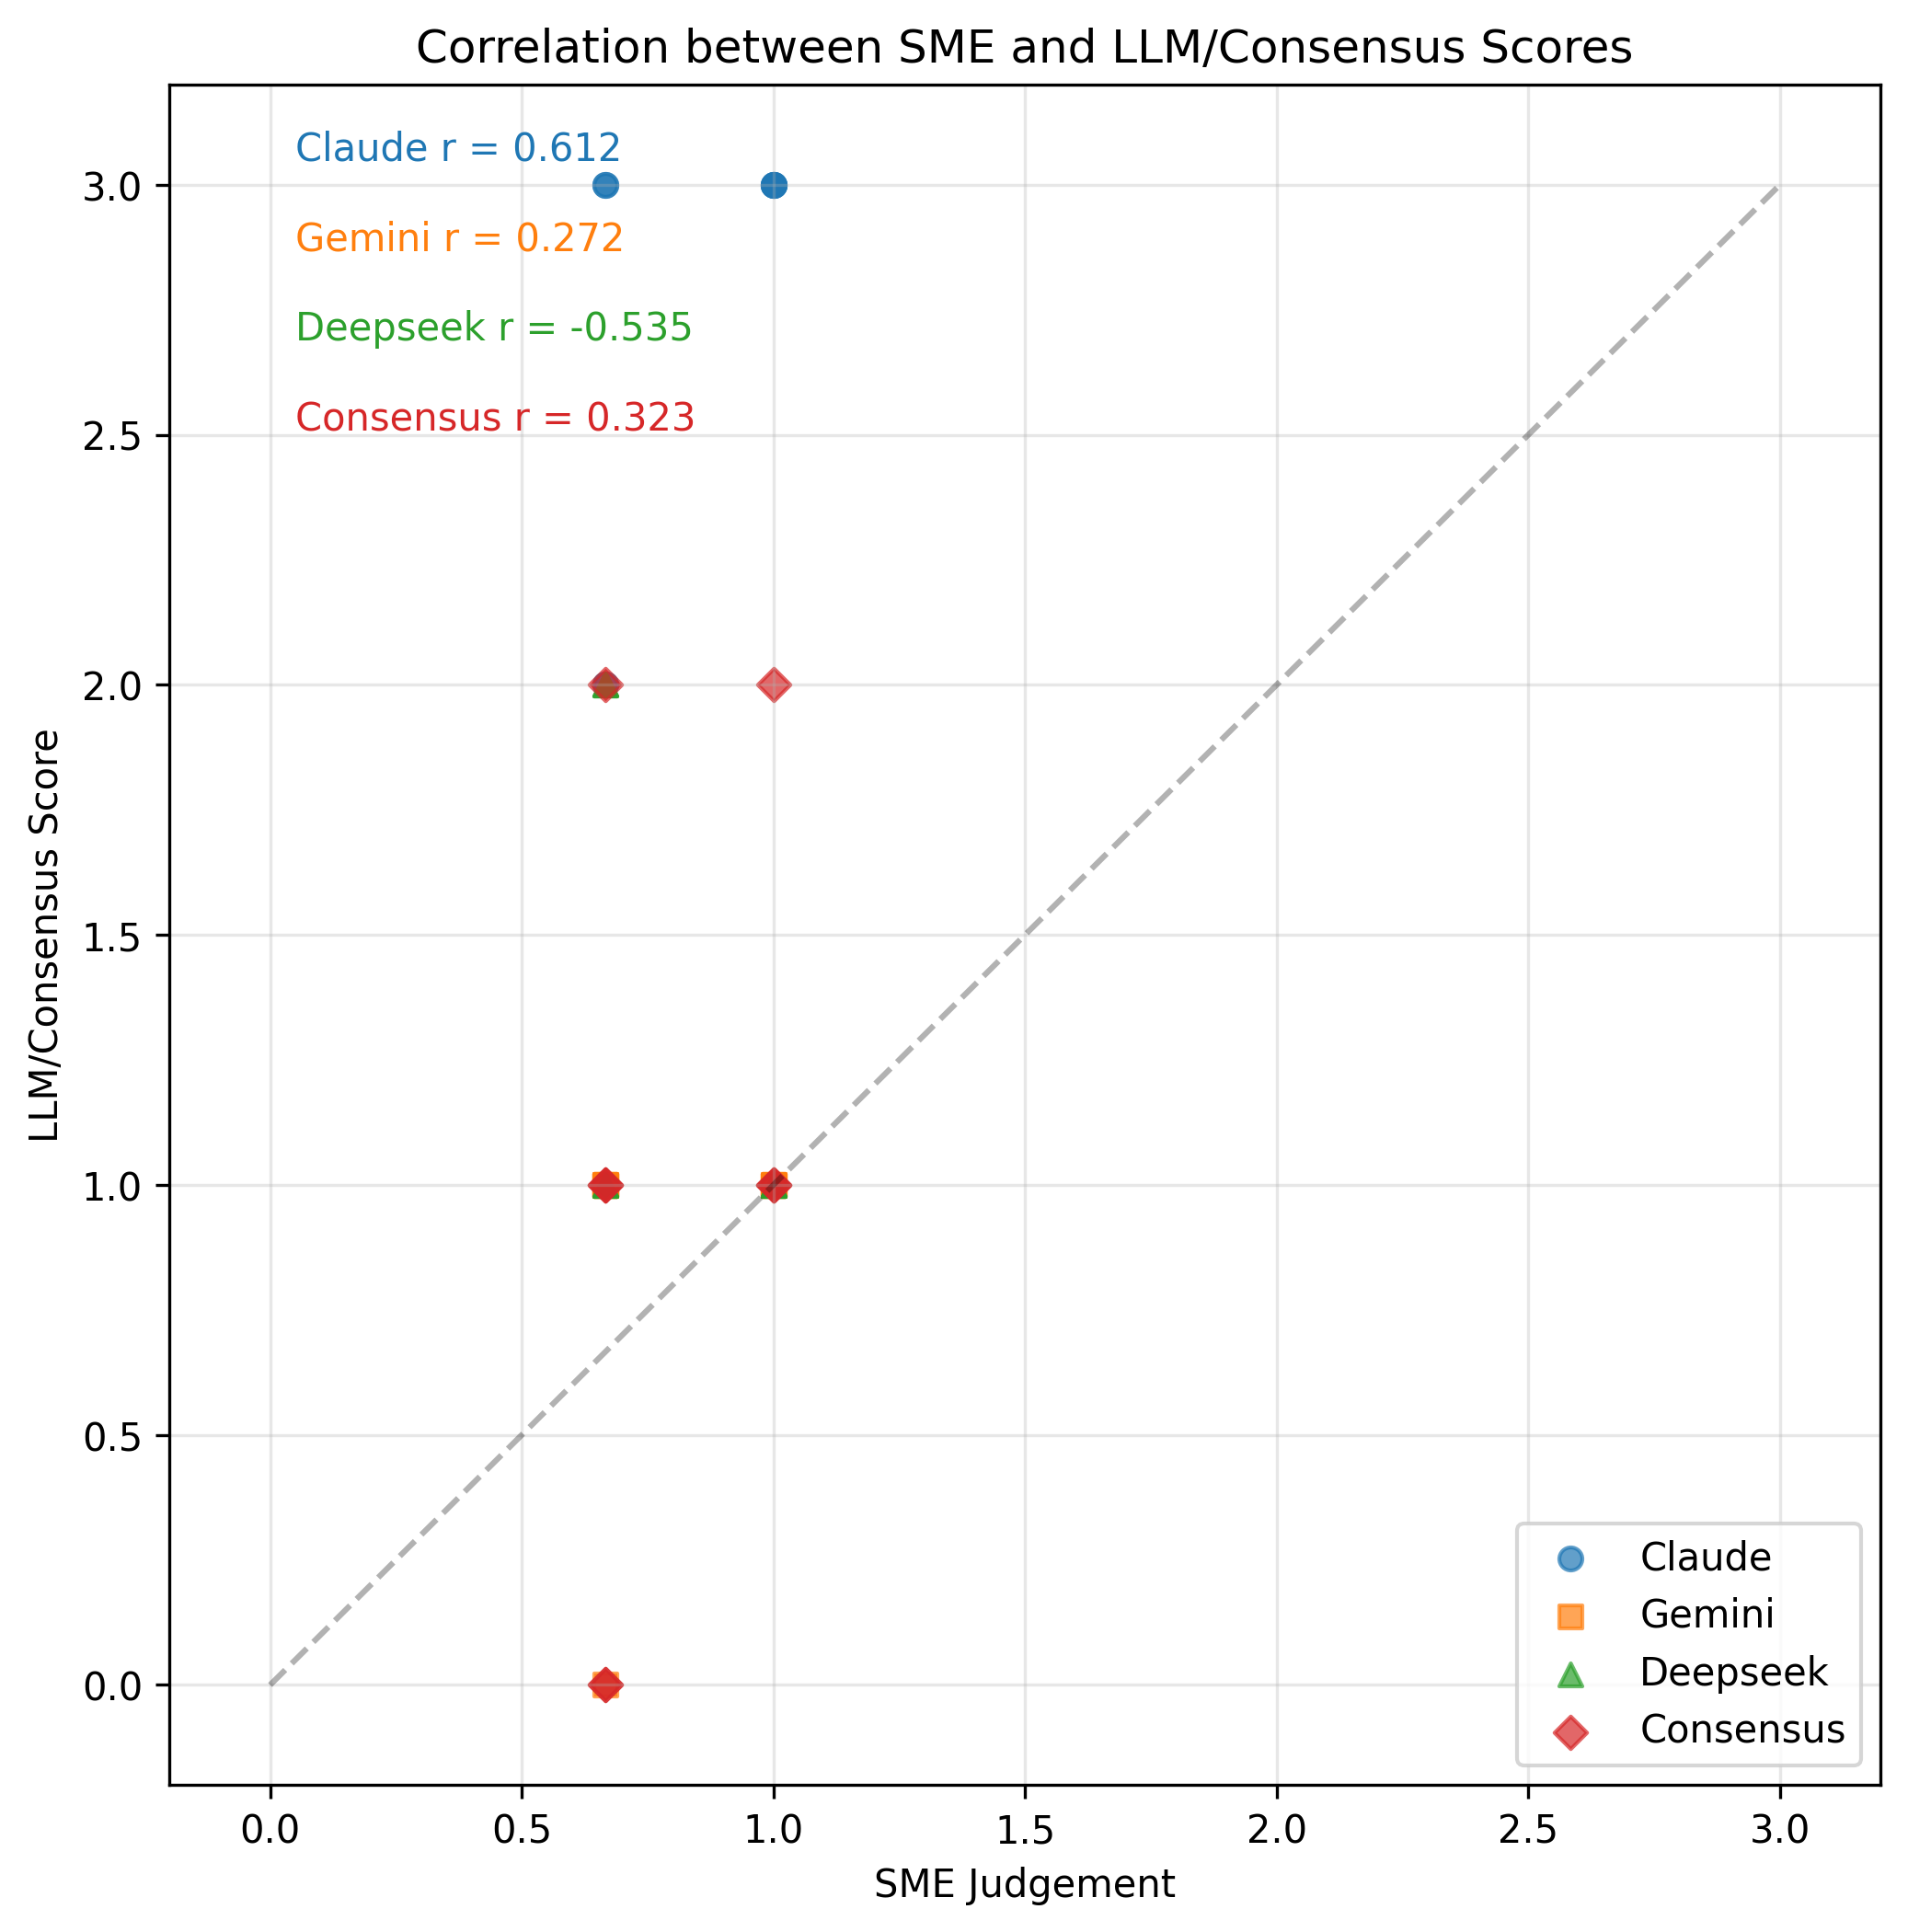 Correlation between SME and LLM/Consensus Scores
Claude r = 0.612
Gemini r = 0.272
Deepseek r = -0.535
Consensus r = 0.323
3.0
2.5
2.0
1.5
1.0
0.5
0.0
LLM/Consensus Score
Claude
Gemini
Deepseek
Consensus
0.0 0.5 1.0 1.5 2.0 2.5 3.0
SME Judgement